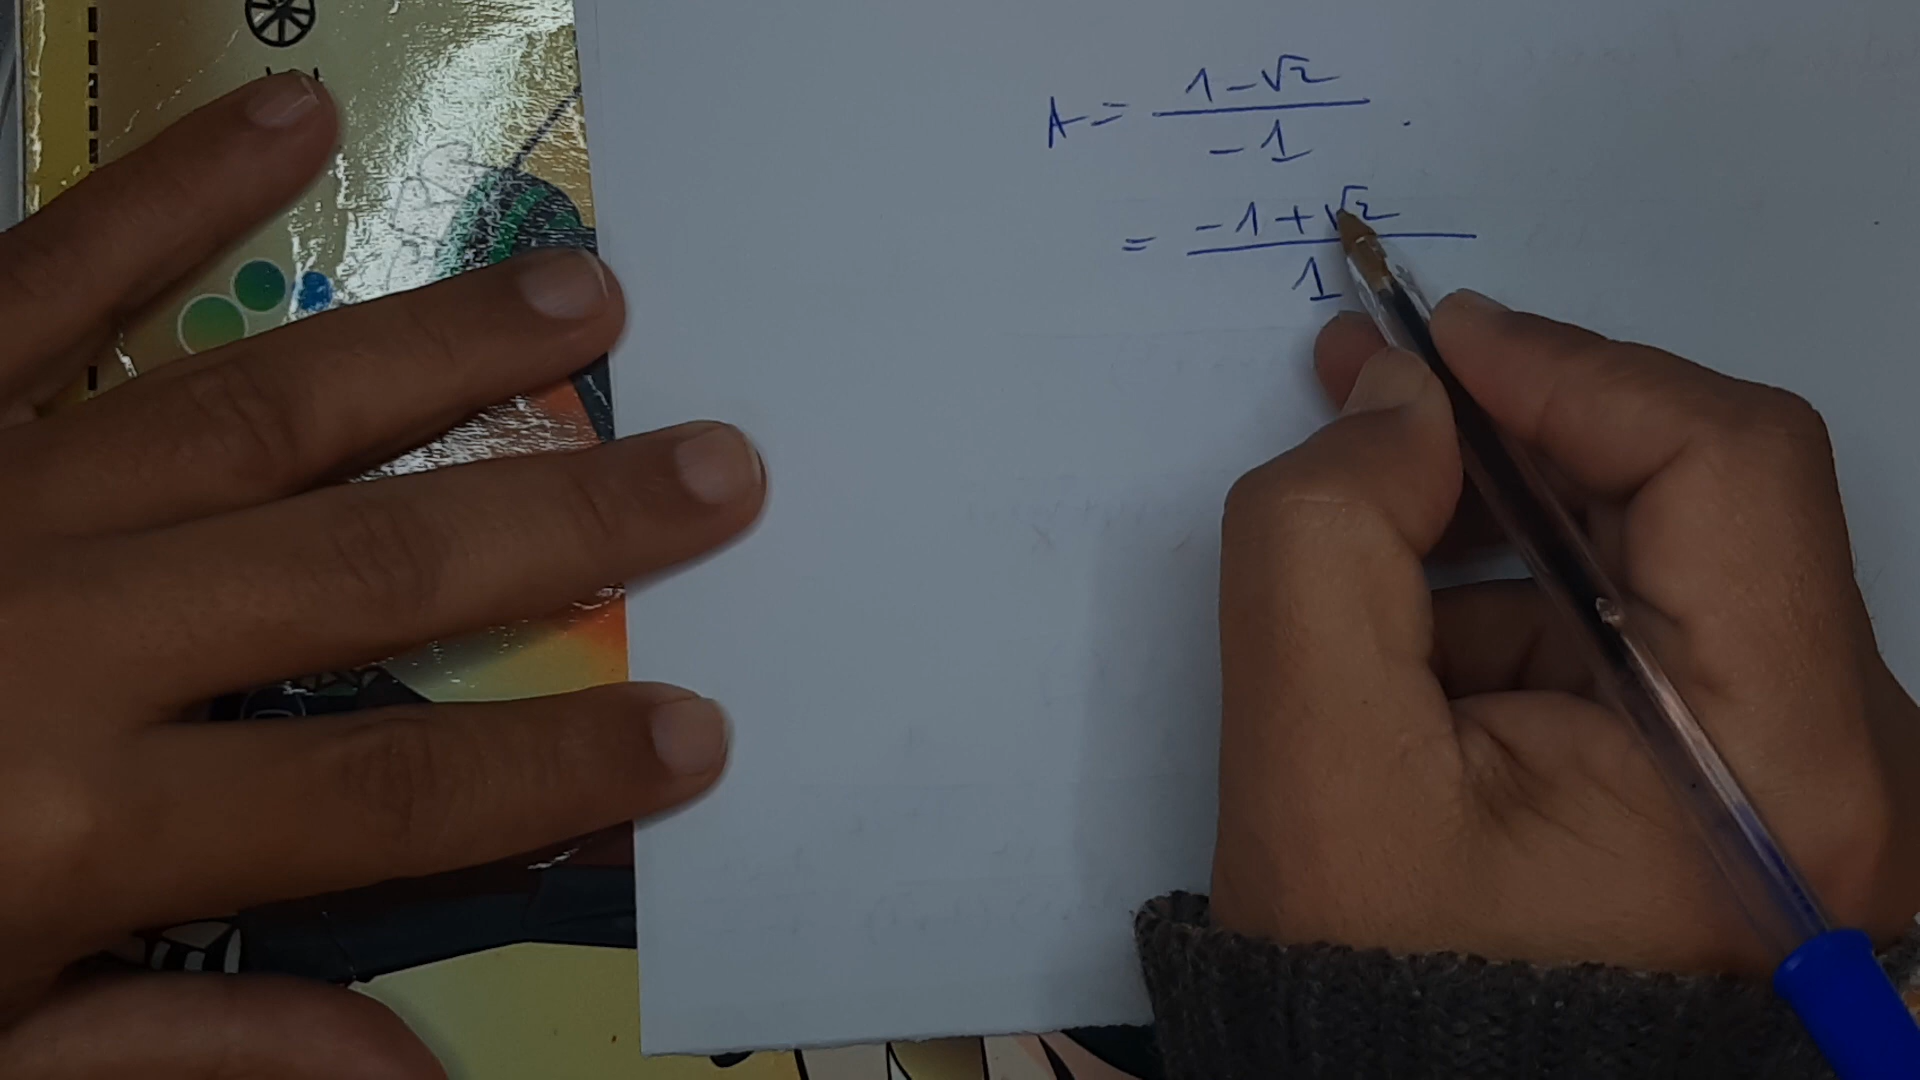 A = (1 - √2) / (-1) .
= (-1 + √2) / 1